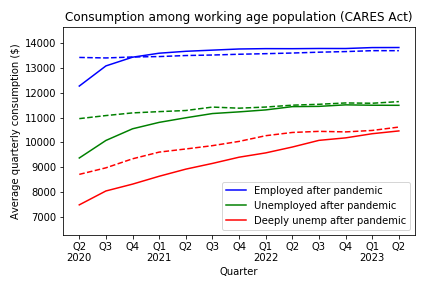 Consumption among working age population (CARES Act)
Average quarterly consumption ($)
14000
13000
12000
11000
10000
9000
8000
7000
Employed after pandemic
Unemployed after pandemic
Deeply unemp after pandemic
Q2 Q3 Q4 Q1 Q2 Q3 Q4 Q1 Q2 Q3 Q4 Q1 Q2
2020 2021 2022 2023
Quarter